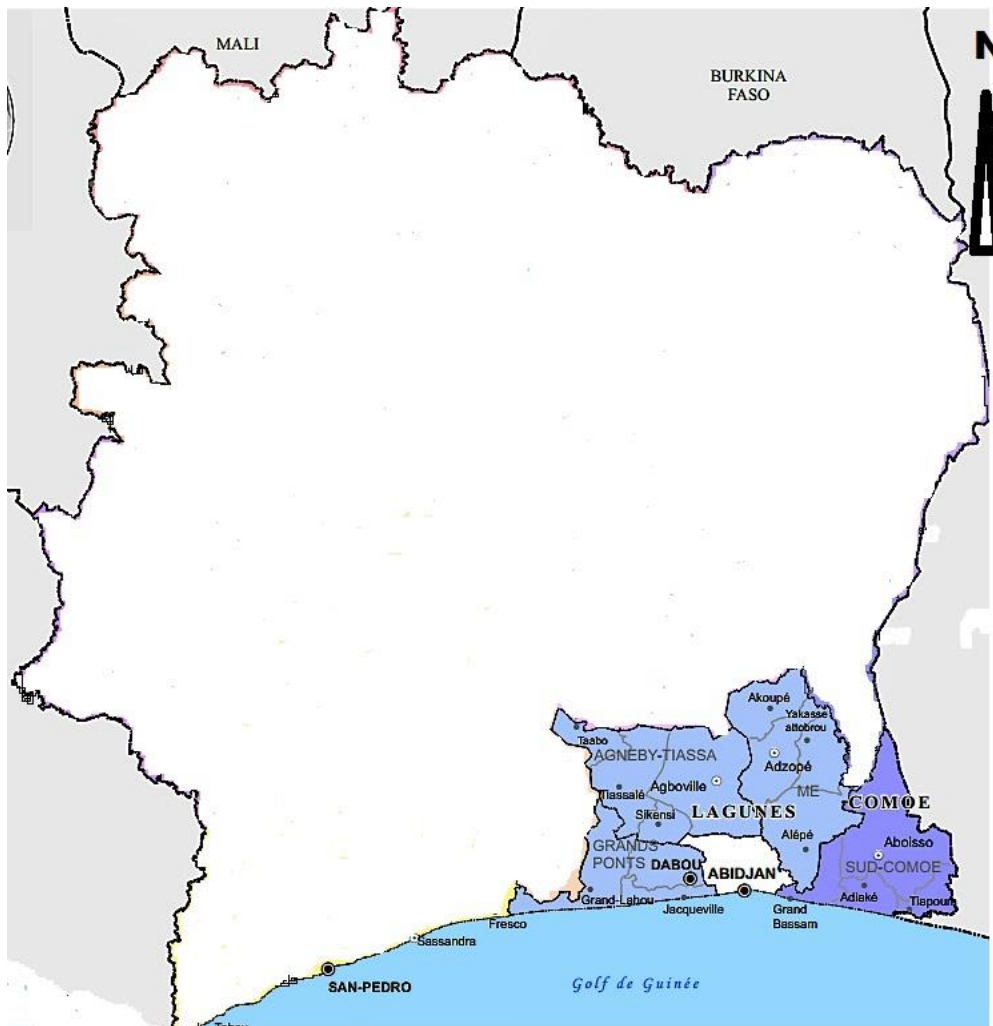 MALI
N
BURKINA
FASO
Akoupé
Yakasse
attobrou
Taabo
AGNEBY-TIASSA
Adzopé
Agboville
Tiassalé
ME
COMOE
LAGUNES
Sikensi
Alépé
Aboisso
GRANDS
PONTS
DABOU
ABIDJAN
SUD-COMOE
Grand-Lahou
Jacqueville
Adiaké
Tiapoum
Grand
Bassam
Fresco
Sassandra
SAN-PEDRO
Golf de Guinée